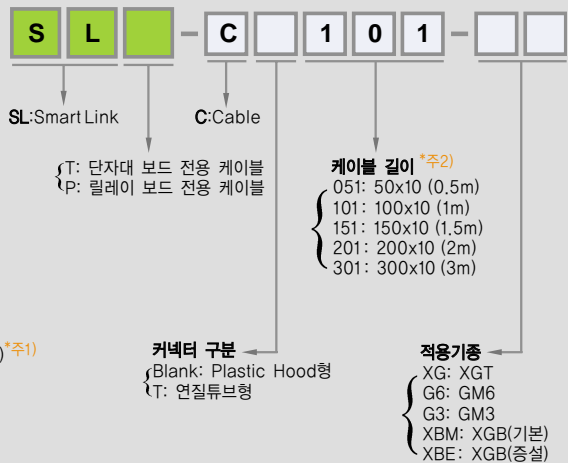 S L - C 1 0 1 -
SL:Smart Link
C:Cable
T: 단자대 보드 전용 케이블
P: 릴레이 보드 전용 케이블
케이블 길이 *주2)
051: 50x10 (0.5m)
101: 100x10 (1m)
151: 150x10 (1.5m)
201: 200x10 (2m)
301: 300x10 (3m)
)*주1)
커넥터 구분
Blank: Plastic Hood형
T: 연질튜브형
적용기종
XG: XGT
G6: GM6
G3: GM3
XBM: XGB(기본)
XBE: XGB(증설)